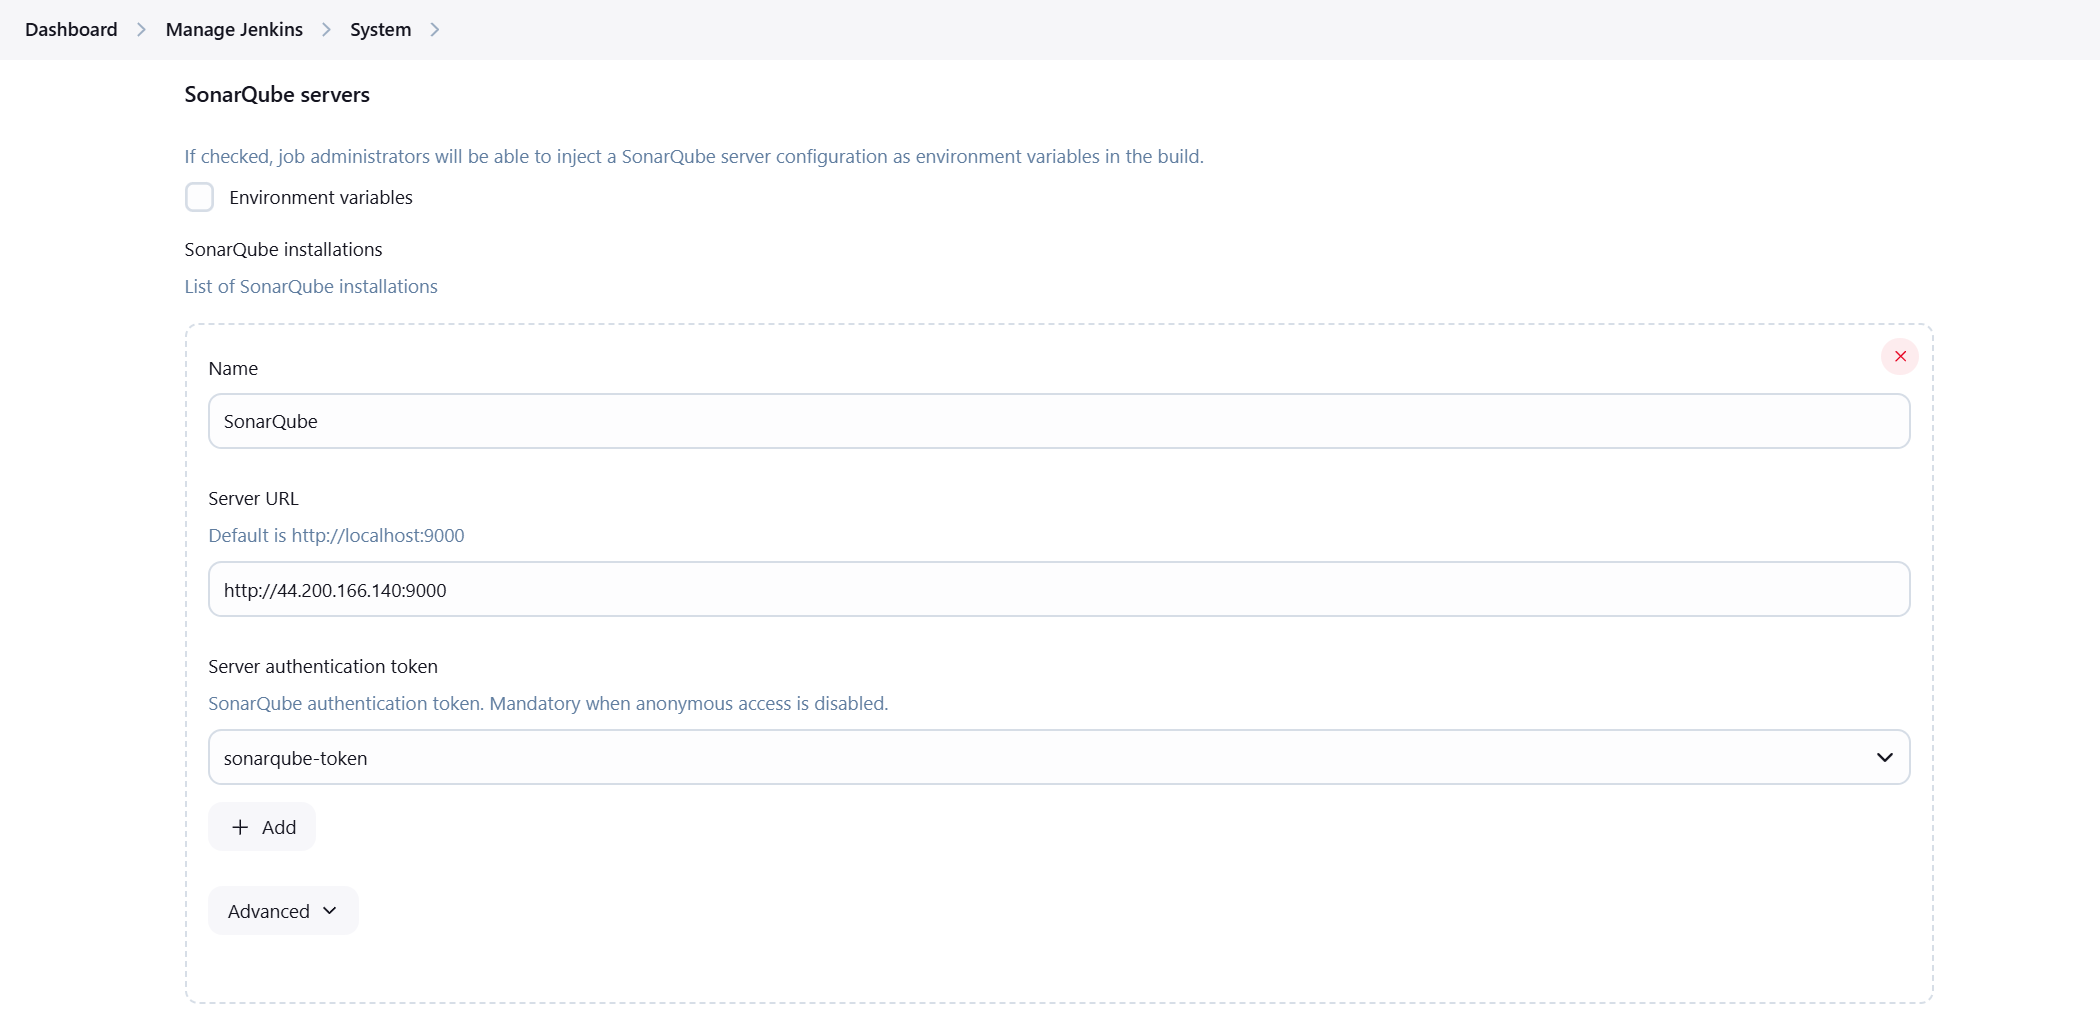 Dashboard > Manage Jenkins > System >
SonarQube servers
If checked, job administrators will be able to inject a SonarQube server configuration as environment variables in the build.
Environment variables
SonarQube installations
List of SonarQube installations
Name
SonarQube
Server URL
Default is http://localhost:9000
http://44.200.166.140:9000
Server authentication token
SonarQube authentication token. Mandatory when anonymous access is disabled.
sonarqube-token
+ Add
Advanced